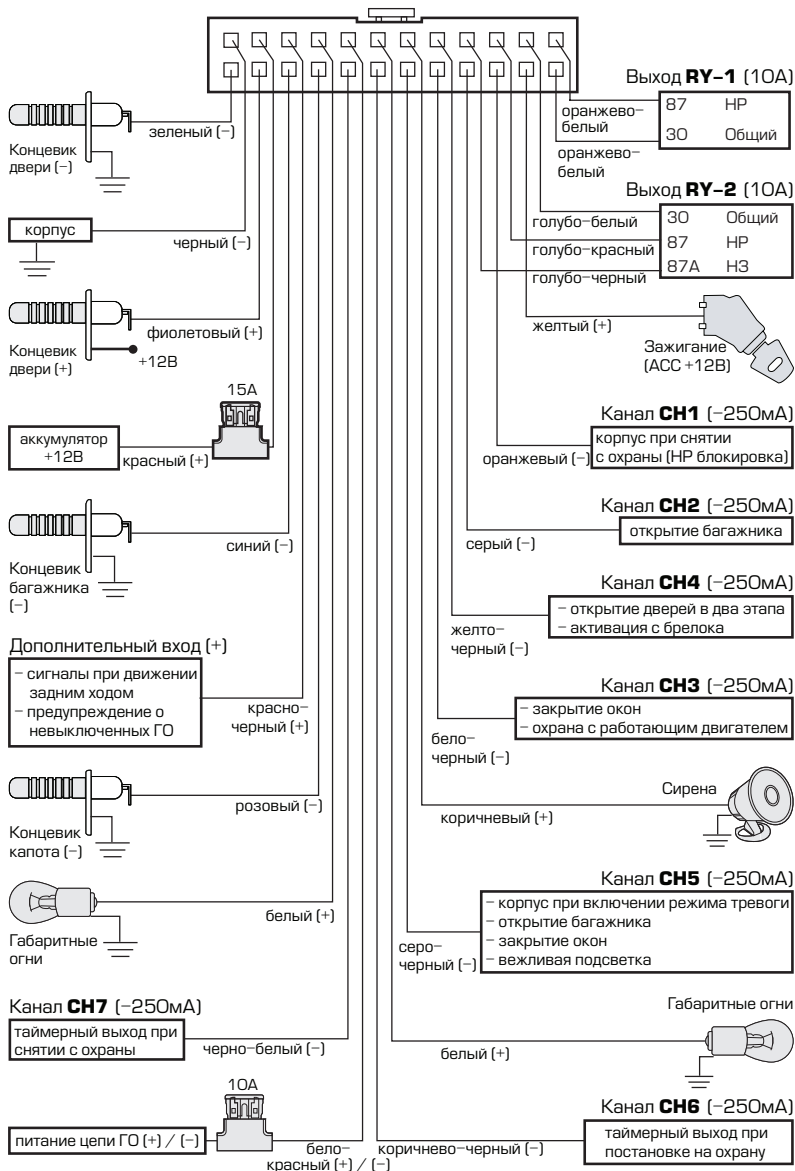 Выход RY-1 (10А)
87 НР
30 Общий
оранжево-
белый
оранжево-
белый
зеленый (-)
Концевик
двери (-)
корпус
черный (-)
Выход RY-2 (10А)
30 Общий
87 НР
87А НЗ
голубо-белый
голубо-красный
голубо-черный
фиолетовый (+)
Концевик
двери (+)
+12В
желтый (+)
Зажигание
(ACC +12В)
15А
аккумулятор
+12В
красный (+)
Канал CH1 (-250мА)
корпус при снятии
с охраны (НР блокировка)
оранжевый (-)
синий (-)
Концевик
багажника
(-)
Канал CH2 (-250мА)
открытие багажника
серый (-)
Канал CH4 (-250мА)
- открытие дверей в два этапа
- активация с брелока
желто-
черный (-)
Дополнительный вход (+)
- сигналы при движении
задним ходом
- предупреждение о
невыключенных ГО
красно-
черный (+)
Канал CH3 (-250мА)
- закрытие окон
- охрана с работающим двигателем
бело-
черный (-)
розовый (-)
Концевик
капота (-)
Сирена
коричневый (+)
белый (+)
Габаритные
огни
Канал CH5 (-250мА)
- корпус при включении режима тревоги
- открытие багажника
- закрытие окон
- вежливая подсветка
серо-
черный (-)
Канал CH7 (-250мА)
таймерный выход при
снятии с охраны
черно-белый (-)
Габаритные огни
белый (+)
10А
питание цепи ГО (+) / (-)
бело-
красный (+) / (-)
Канал CH6 (-250мА)
таймерный выход при
постановке на охрану
коричнево-черный (-)